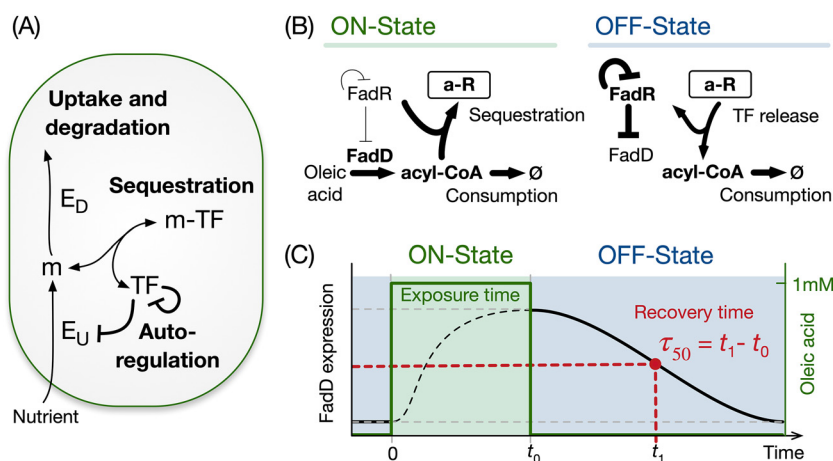 (A)
Uptake and
degradation
E_D
Sequestration
m-TF
m
TF
E_U
Auto-
regulation
Nutrient
(B)
ON-State
FadR
a-R
Sequestration
FadD
Oleic
acid
acyl-CoA
Ø
Consumption
OFF-State
FadR
a-R
TF release
FadD
acyl-CoA
Ø
Consumption
(C)
ON-State
OFF-State
FadD expression
Exposure time
Recovery time
τ_50 = t_1 - t_0
1mM
Oleic acid
0
t_0
t_1
Time